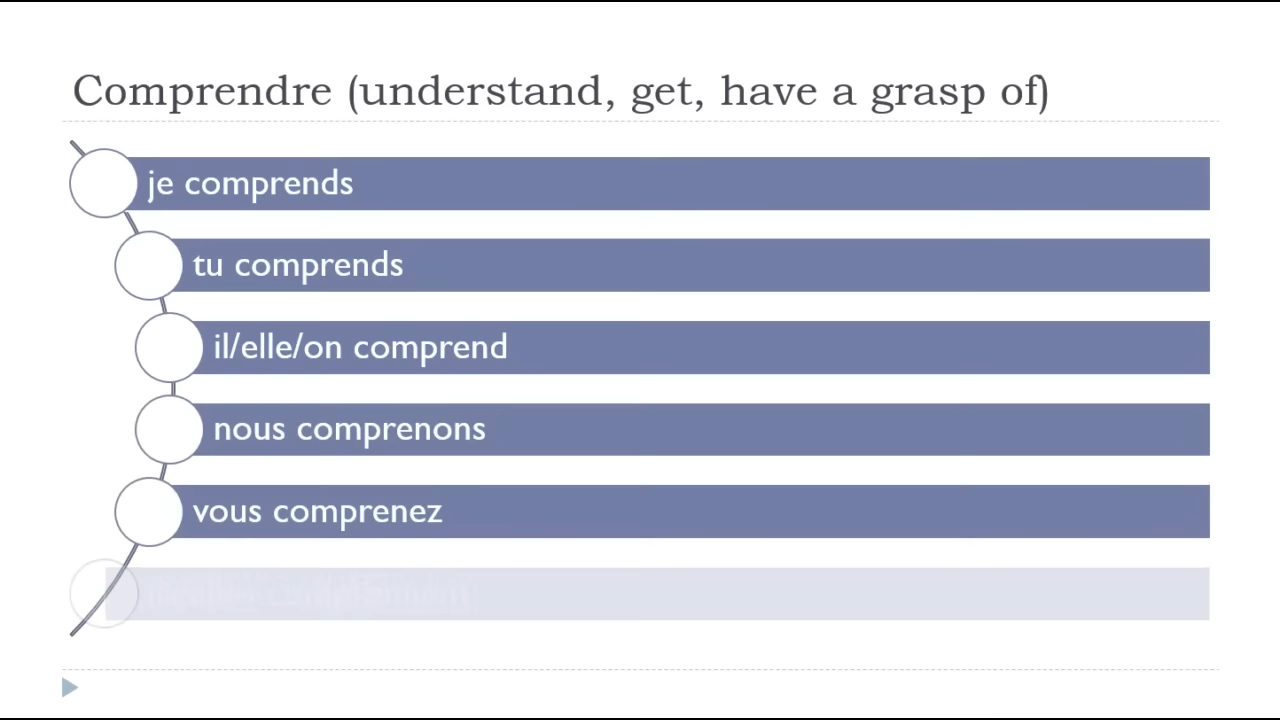 Comprendre (understand, get, have a grasp of)
je comprends
tu comprends
il/elle/on comprend
nous comprenons
vous comprenez